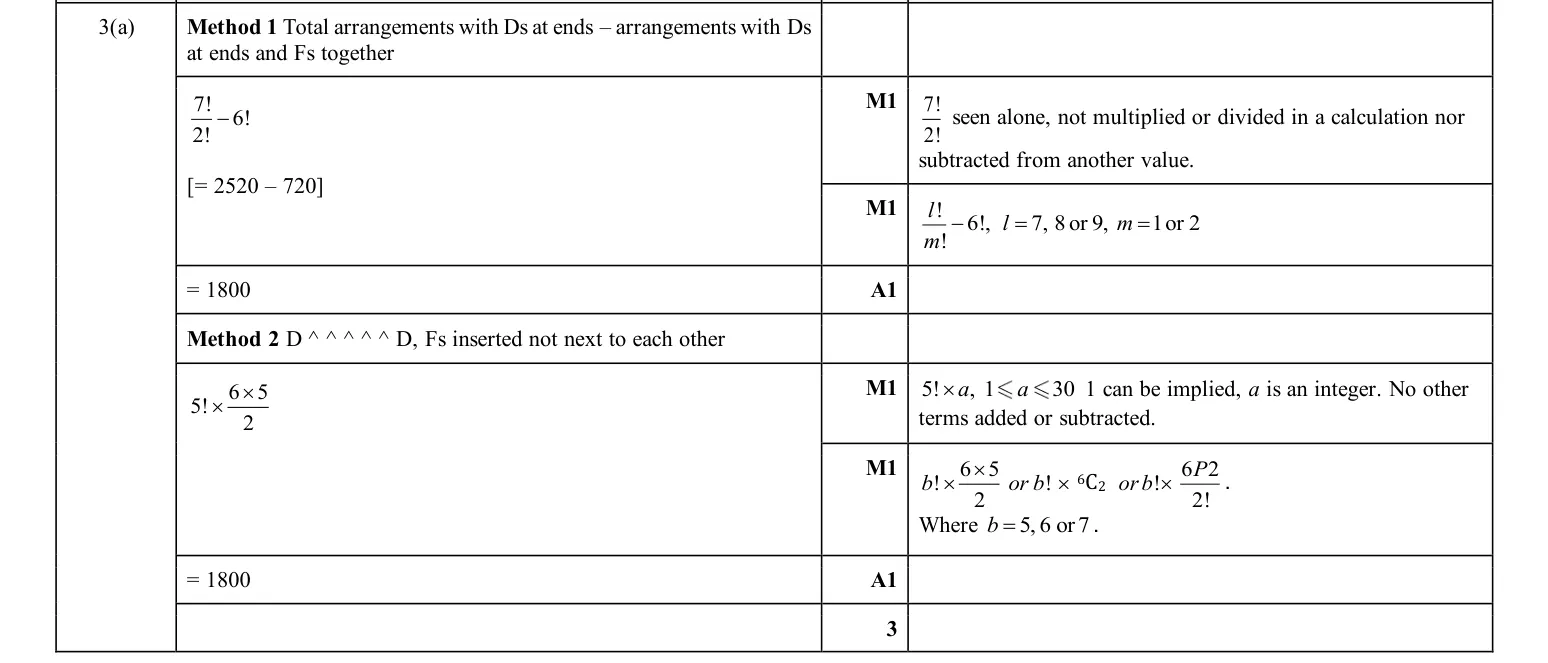 3(a)
Method 1 Total arrangements with Ds at ends – arrangements with Ds
at ends and Fs together
7!/2! – 6!
[= 2520 – 720]
M1
7!/2! seen alone, not multiplied or divided in a calculation nor
subtracted from another value.
M1
l!/m! – 6!, l = 7, 8 or 9, m = 1 or 2
= 1800
A1
Method 2 D ^ ^ ^ ^ ^ D, Fs inserted not next to each other
5! × (6×5)/2
M1
5! × a, 1 ⩽ a ⩽ 30 1 can be implied, a is an integer. No other
terms added or subtracted.
M1
b! × (6×5)/2 or b! × ⁶C₂ or b! × 6P2/2! .
Where b = 5, 6 or 7 .
= 1800
A1
3